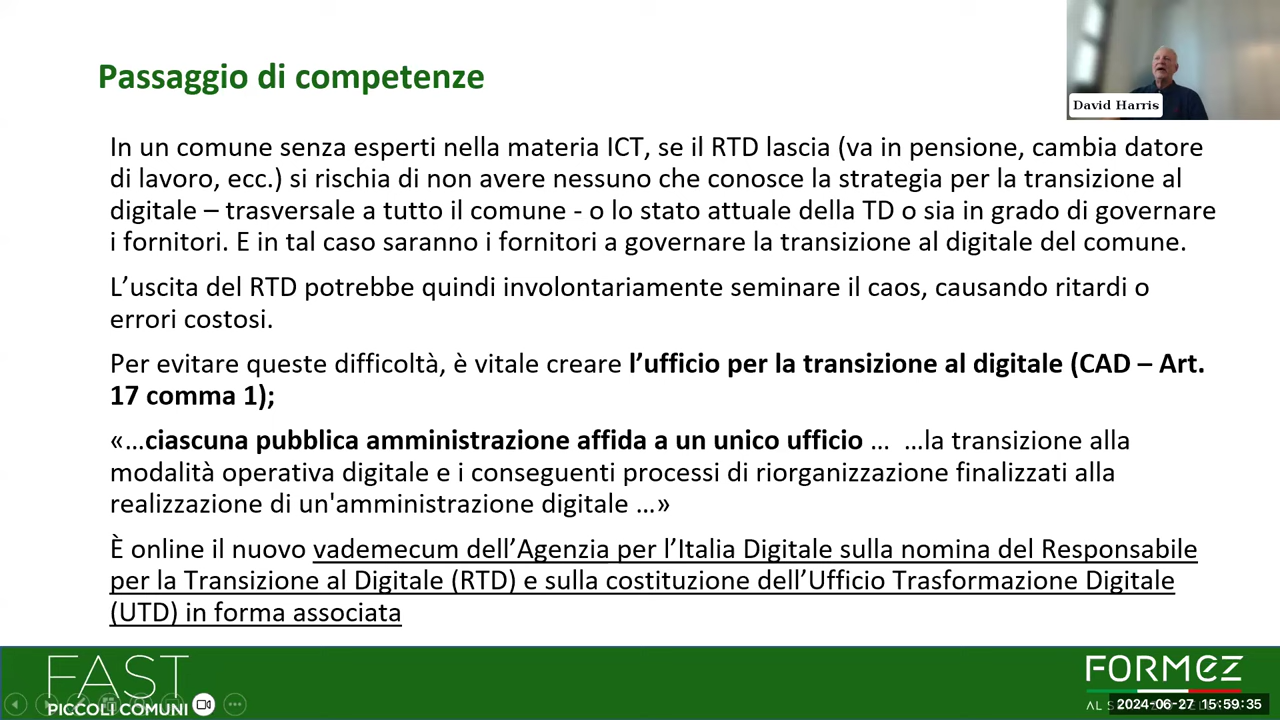 Passaggio di competenze
David Harris
In un comune senza esperti nella materia ICT, se il RTD lascia (va in pensione, cambia datore
di lavoro, ecc.) si rischia di non avere nessuno che conosce la strategia per la transizione al
digitale – trasversale a tutto il comune - o lo stato attuale della TD o sia in grado di governare
i fornitori. E in tal caso saranno i fornitori a governare la transizione al digitale del comune.
L’uscita del RTD potrebbe quindi involontariamente seminare il caos, causando ritardi o
errori costosi.
Per evitare queste difficoltà, è vitale creare l’ufficio per la transizione al digitale (CAD – Art.
17 comma 1);
«…ciascuna pubblica amministrazione affida a un unico ufficio … …la transizione alla
modalità operativa digitale e i conseguenti processi di riorganizzazione finalizzati alla
realizzazione di un'amministrazione digitale …»
È online il nuovo vademecum dell’Agenzia per l’Italia Digitale sulla nomina del Responsabile
per la Transizione al Digitale (RTD) e sulla costituzione dell’Ufficio Trasformazione Digitale
(UTD) in forma associata
FAST
PICCOLI COMUNI
FORMEZ
AL S
2024-06-27 15:59:35